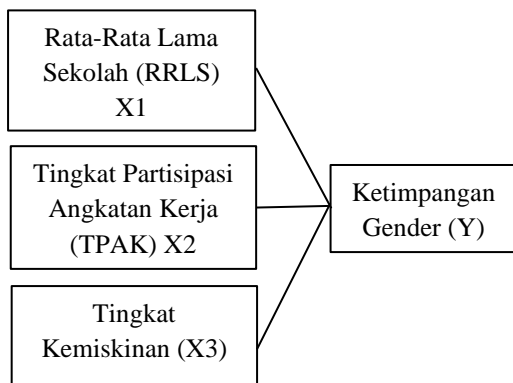 Rata-Rata Lama
Sekolah (RRLS)
X1
Tingkat Partisipasi
Angkatan Kerja
(TPAK) X2
Tingkat
Kemiskinan (X3)
Ketimpangan
Gender (Y)